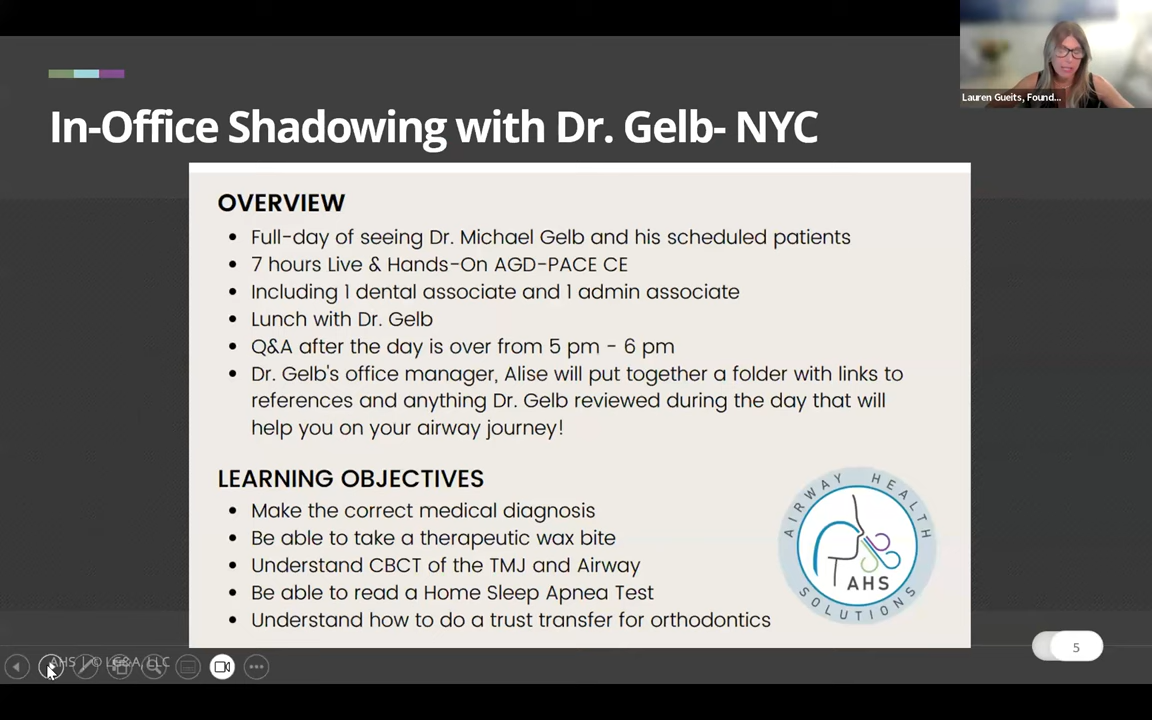 Lauren Gueits, Found...
In-Office Shadowing with Dr. Gelb- NYC
OVERVIEW
• Full-day of seeing Dr. Michael Gelb and his scheduled patients
• 7 hours Live & Hands-On AGD-PACE CE
• Including 1 dental associate and 1 admin associate
• Lunch with Dr. Gelb
• Q&A after the day is over from 5 pm - 6 pm
• Dr. Gelb's office manager, Alise will put together a folder with links to
references and anything Dr. Gelb reviewed during the day that will
help you on your airway journey!
LEARNING OBJECTIVES
• Make the correct medical diagnosis
• Be able to take a therapeutic wax bite
• Understand CBCT of the TMJ and Airway
• Be able to read a Home Sleep Apnea Test
• Understand how to do a trust transfer for orthodontics
AIRWAY HEALTH
AHS
SOLUTIONS
5
AHS | © LG&A, LLC